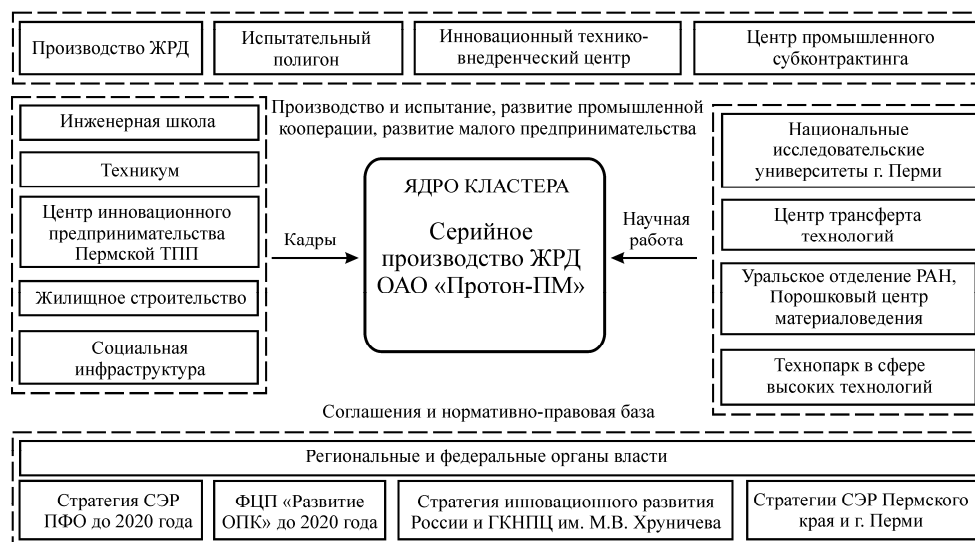 Производство ЖРД
Испытательный
полигон
Инновационный технико-
внедренческий центр
Центр промышленного
субконтрактинга
Производство и испытание, развитие промышленной
кооперации, развитие малого предпринимательства
Инженерная школа
Техникум
Центр инновационного
предпринимательства
Пермской ТПП
Жилищное строительство
Социальная
инфраструктура
Кадры
ЯДРО КЛАСТЕРА
Серийное
производство ЖРД
ОАО «Протон-ПМ»
Научная
работа
Национальные
исследовательские
университеты г. Перми
Центр трансферта
технологий
Уральское отделение РАН,
Порошковый центр
материаловедения
Технопарк в сфере
высоких технологий
Соглашения и нормативно-правовая база
Региональные и федеральные органы власти
Стратегия СЭР
ПФО до 2020 года
ФЦП «Развитие
ОПК» до 2020 года
Стратегия инновационного развития
России и ГКНПЦ им. М.В. Хруничева
Стратегии СЭР Пермского
края и г. Перми